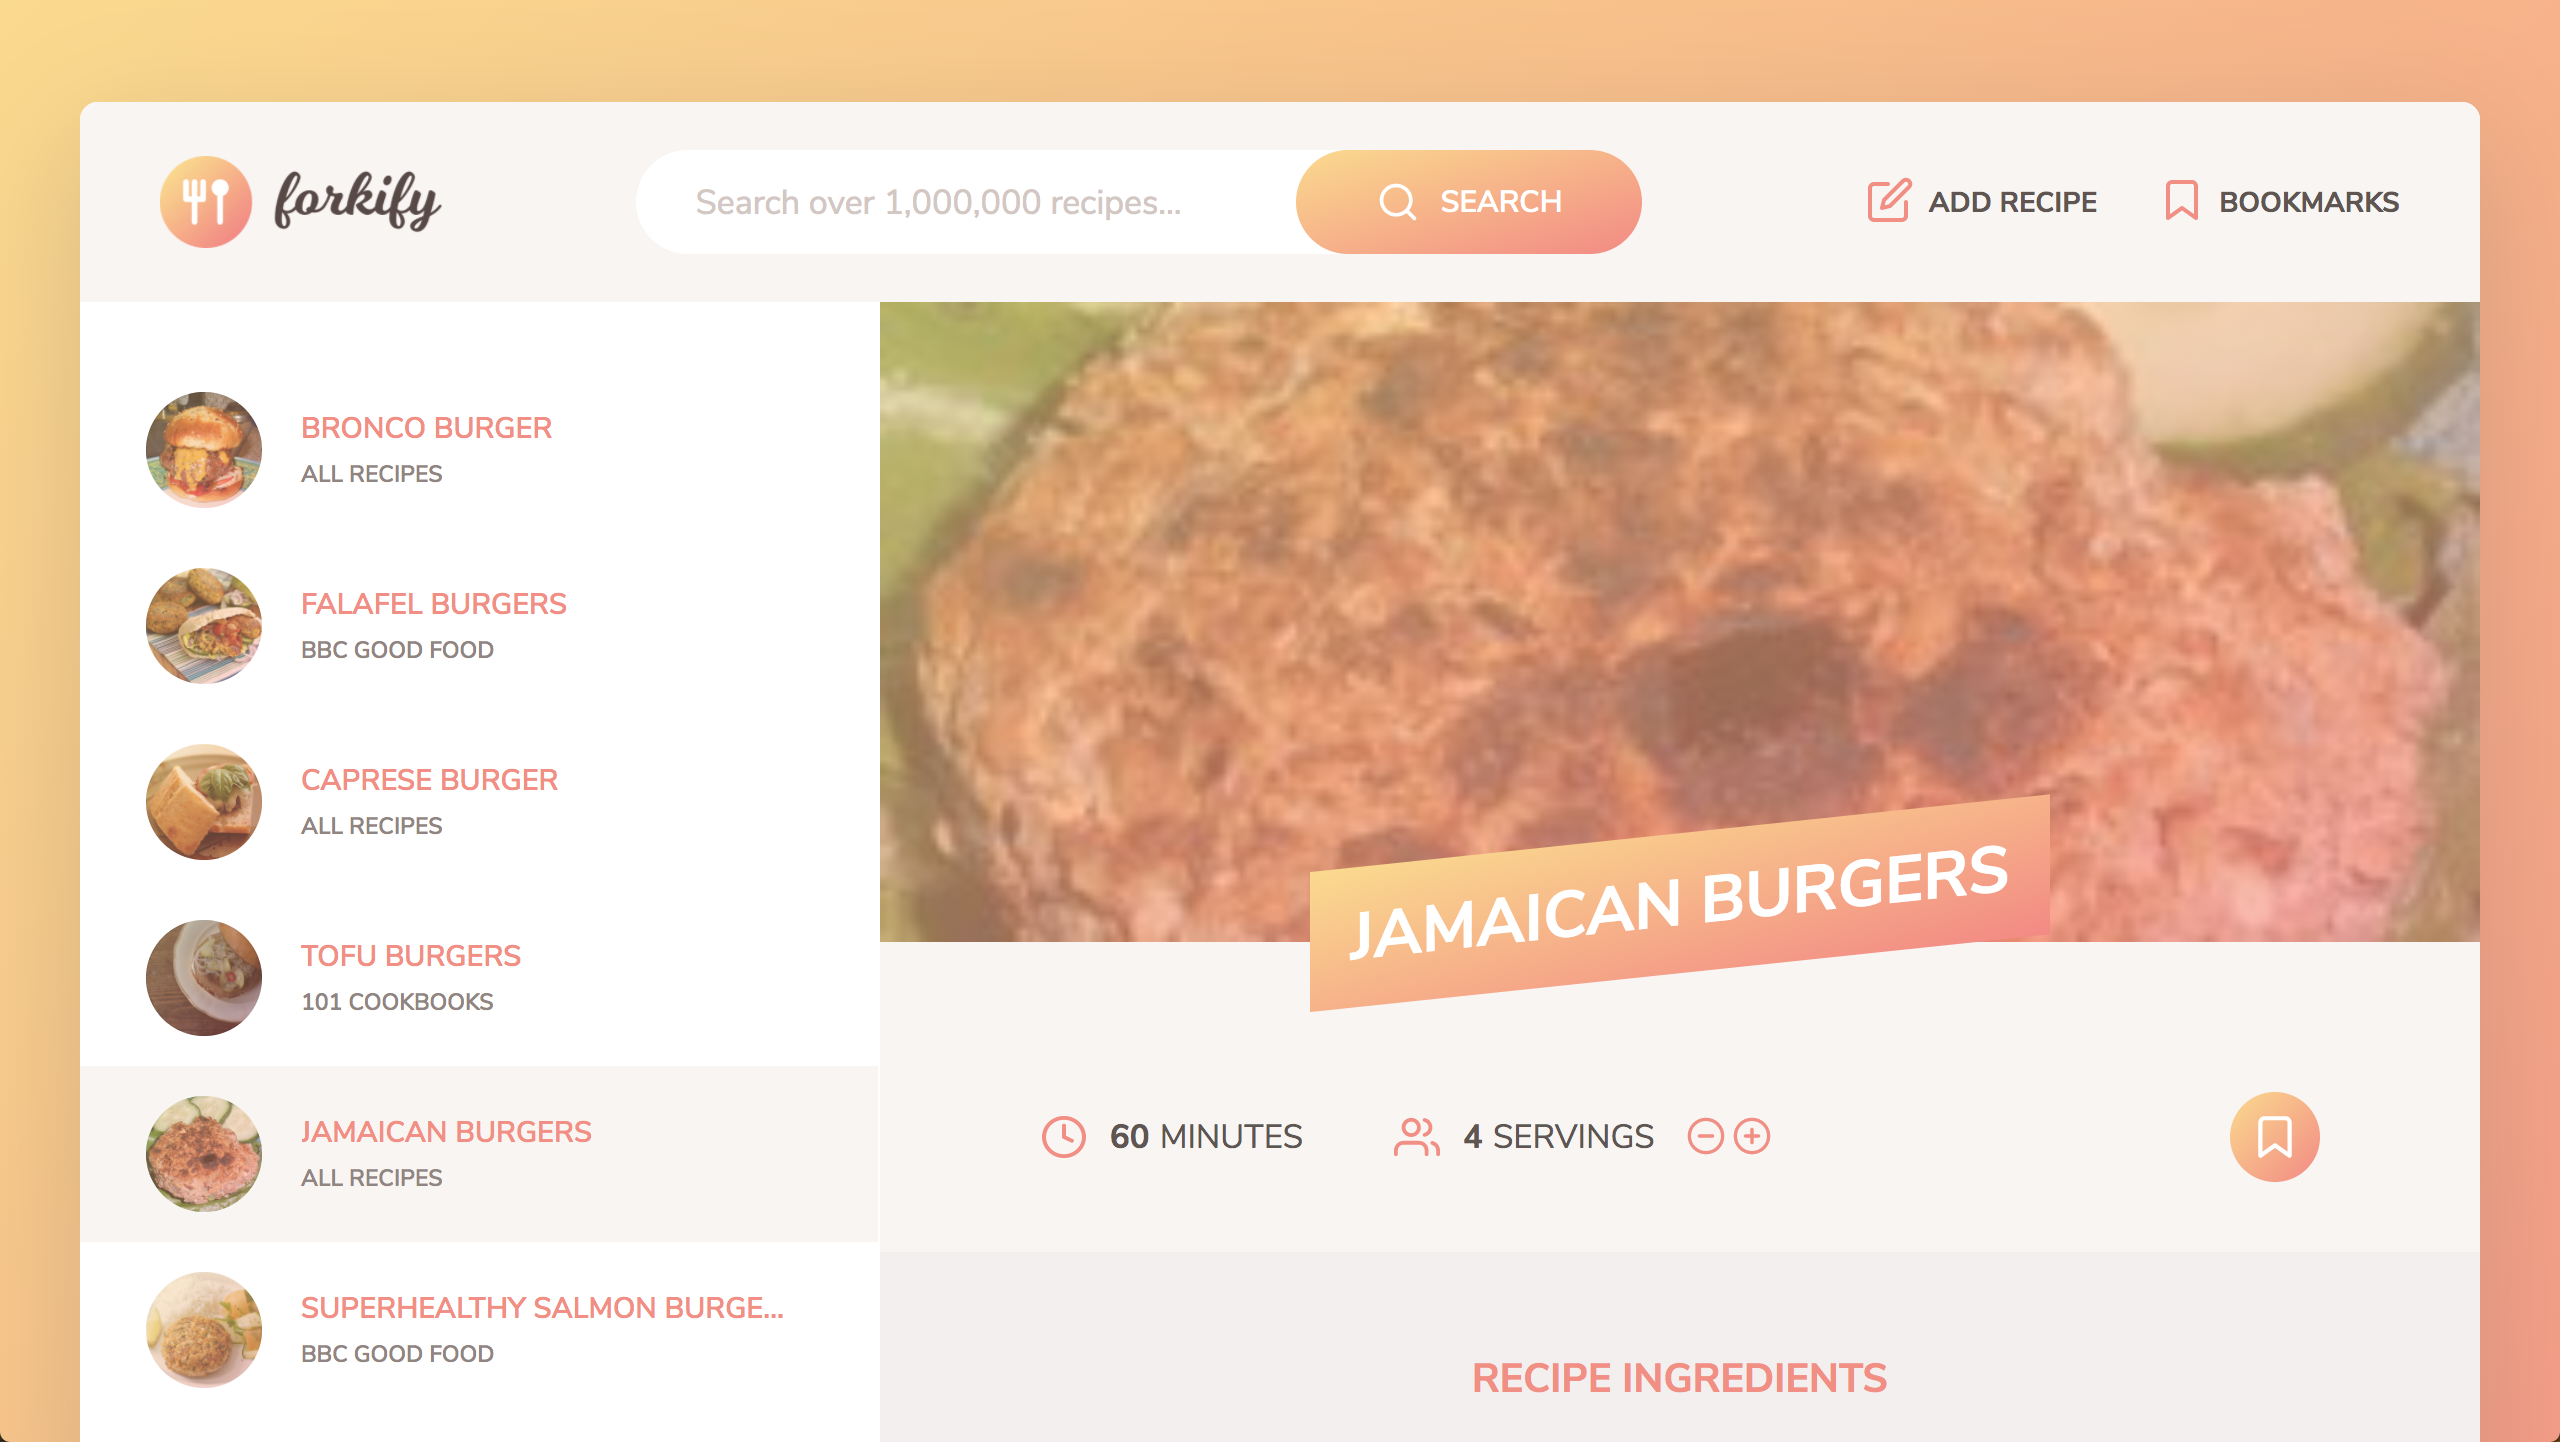 forkify
Search over 1,000,000 recipes...
SEARCH
ADD RECIPE
BOOKMARKS
BRONCO BURGER
ALL RECIPES
FALAFEL BURGERS
BBC GOOD FOOD
CAPRESE BURGER
ALL RECIPES
TOFU BURGERS
101 COOKBOOKS
JAMAICAN BURGERS
ALL RECIPES
SUPERHEALTHY SALMON BURGE...
BBC GOOD FOOD
JAMAICAN BURGERS
60 MINUTES
4 SERVINGS
RECIPE INGREDIENTS